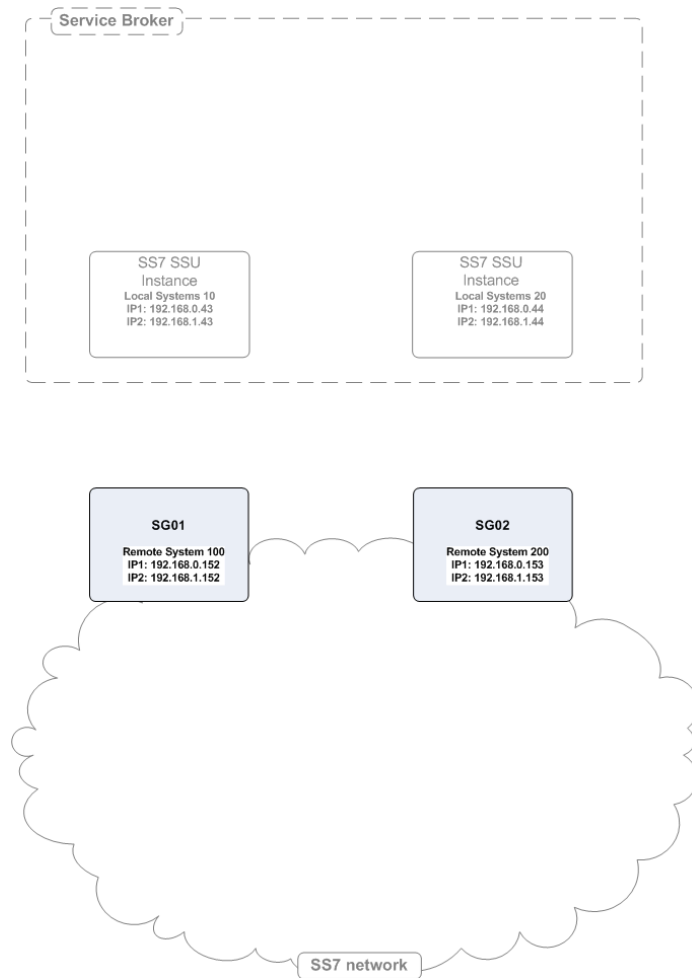 Service Broker
SS7 SSU
Instance
Local Systems 10
IP1: 192.168.0.43
IP2: 192.168.1.43
SS7 SSU
Instance
Local Systems 20
IP1: 192.168.0.44
IP2: 192.168.1.44
SG01
Remote System 100
IP1: 192.168.0.152
IP2: 192.168.1.152
SG02
Remote System 200
IP1: 192.168.0.153
IP2: 192.168.1.153
SS7 network